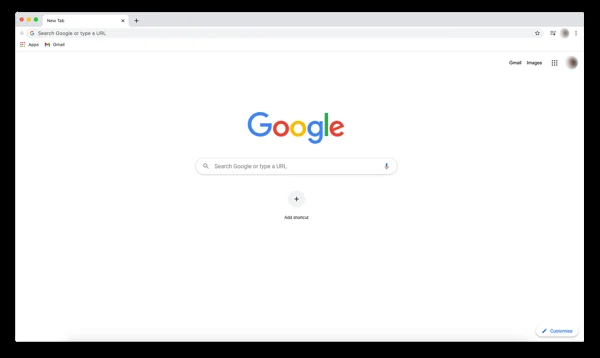 New Tab
Search Google or type a URL
Apps
Gmail
Gmail
Images
Google
Search Google or type a URL
Add shortcut
Customise